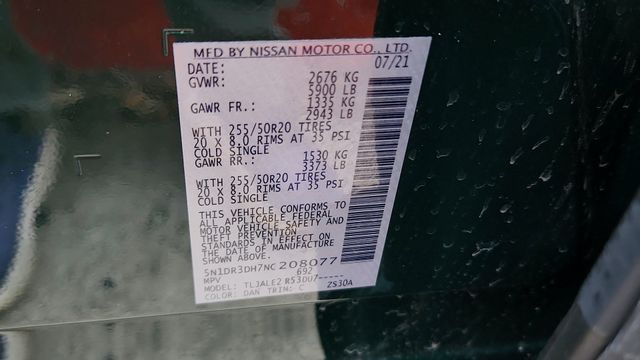 MFD BY NISSAN MOTOR CO., LTD.
DATE: 07/21
GVWR: 2676 KG
5900 LB
GAWR FR.: 1335 KG
2943 LB
WITH 255/50R20 TIRES
20 X 8.0 RIMS AT 35 PSI
COLD SINGLE
GAWR RR.: 1530 KG
3373 LB
WITH 255/50R20 TIRES
20 X 8.0 RIMS AT 35 PSI
COLD SINGLE
THIS VEHICLE CONFORMS TO
ALL APPLICABLE FEDERAL
MOTOR VEHICLE SAFETY AND
THEFT PREVENTION
STANDARDS IN EFFECT ON
THE DATE OF MANUFACTURE
SHOWN ABOVE.
5N1DR3DH7NC208077
MPV 692
MODEL: TLJALE2 R53DU7-----
COLOR: DAN TRIM: C ZS30A